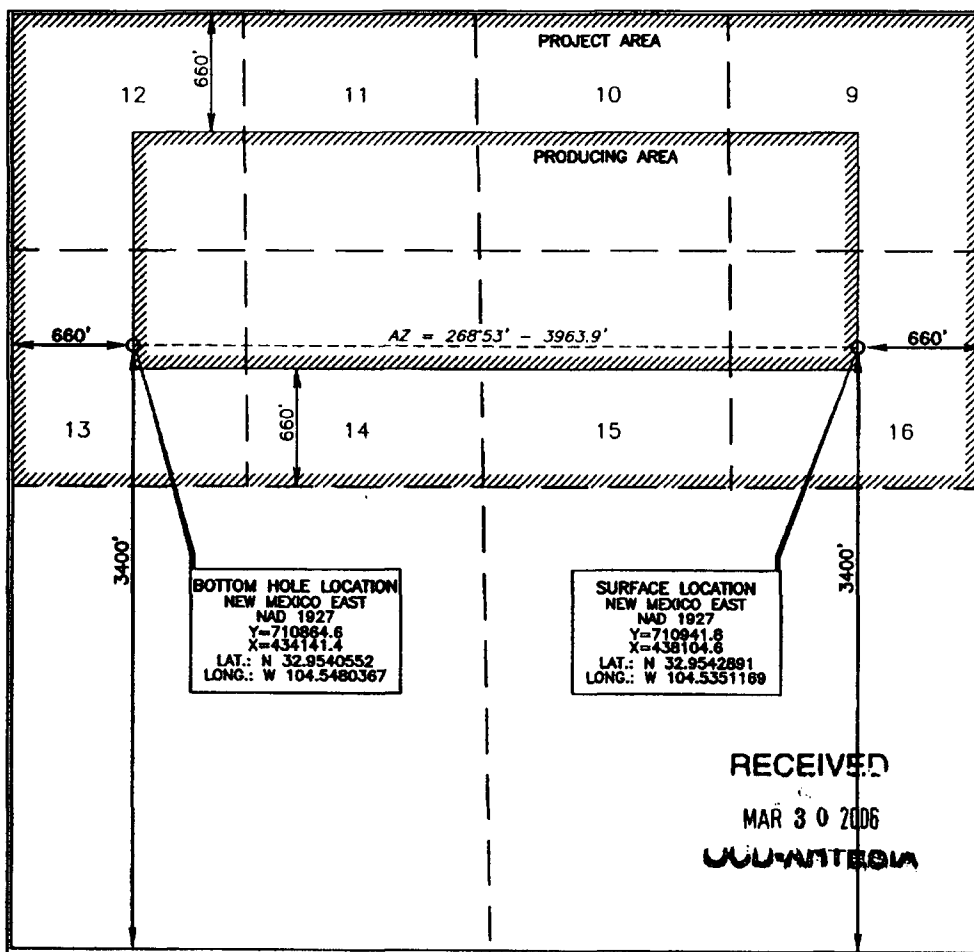 PROJECT AREA
660'
12
11
10
9
PRODUCING AREA
660'
AZ = 268°53' - 3963.9'
660'
13
660'
14
15
16
3400'
3400'
BOTTOM HOLE LOCATION
NEW MEXICO EAST
NAD 1927
Y=710864.6
X=434141.4
LAT.: N 32.9540552
LONG.: W 104.5480367
SURFACE LOCATION
NEW MEXICO EAST
NAD 1927
Y=710941.8
X=438104.6
LAT.: N 32.9542891
LONG.: W 104.5351169
RECEIVED
MAR 3 0 2006
OCD-ARTESIA